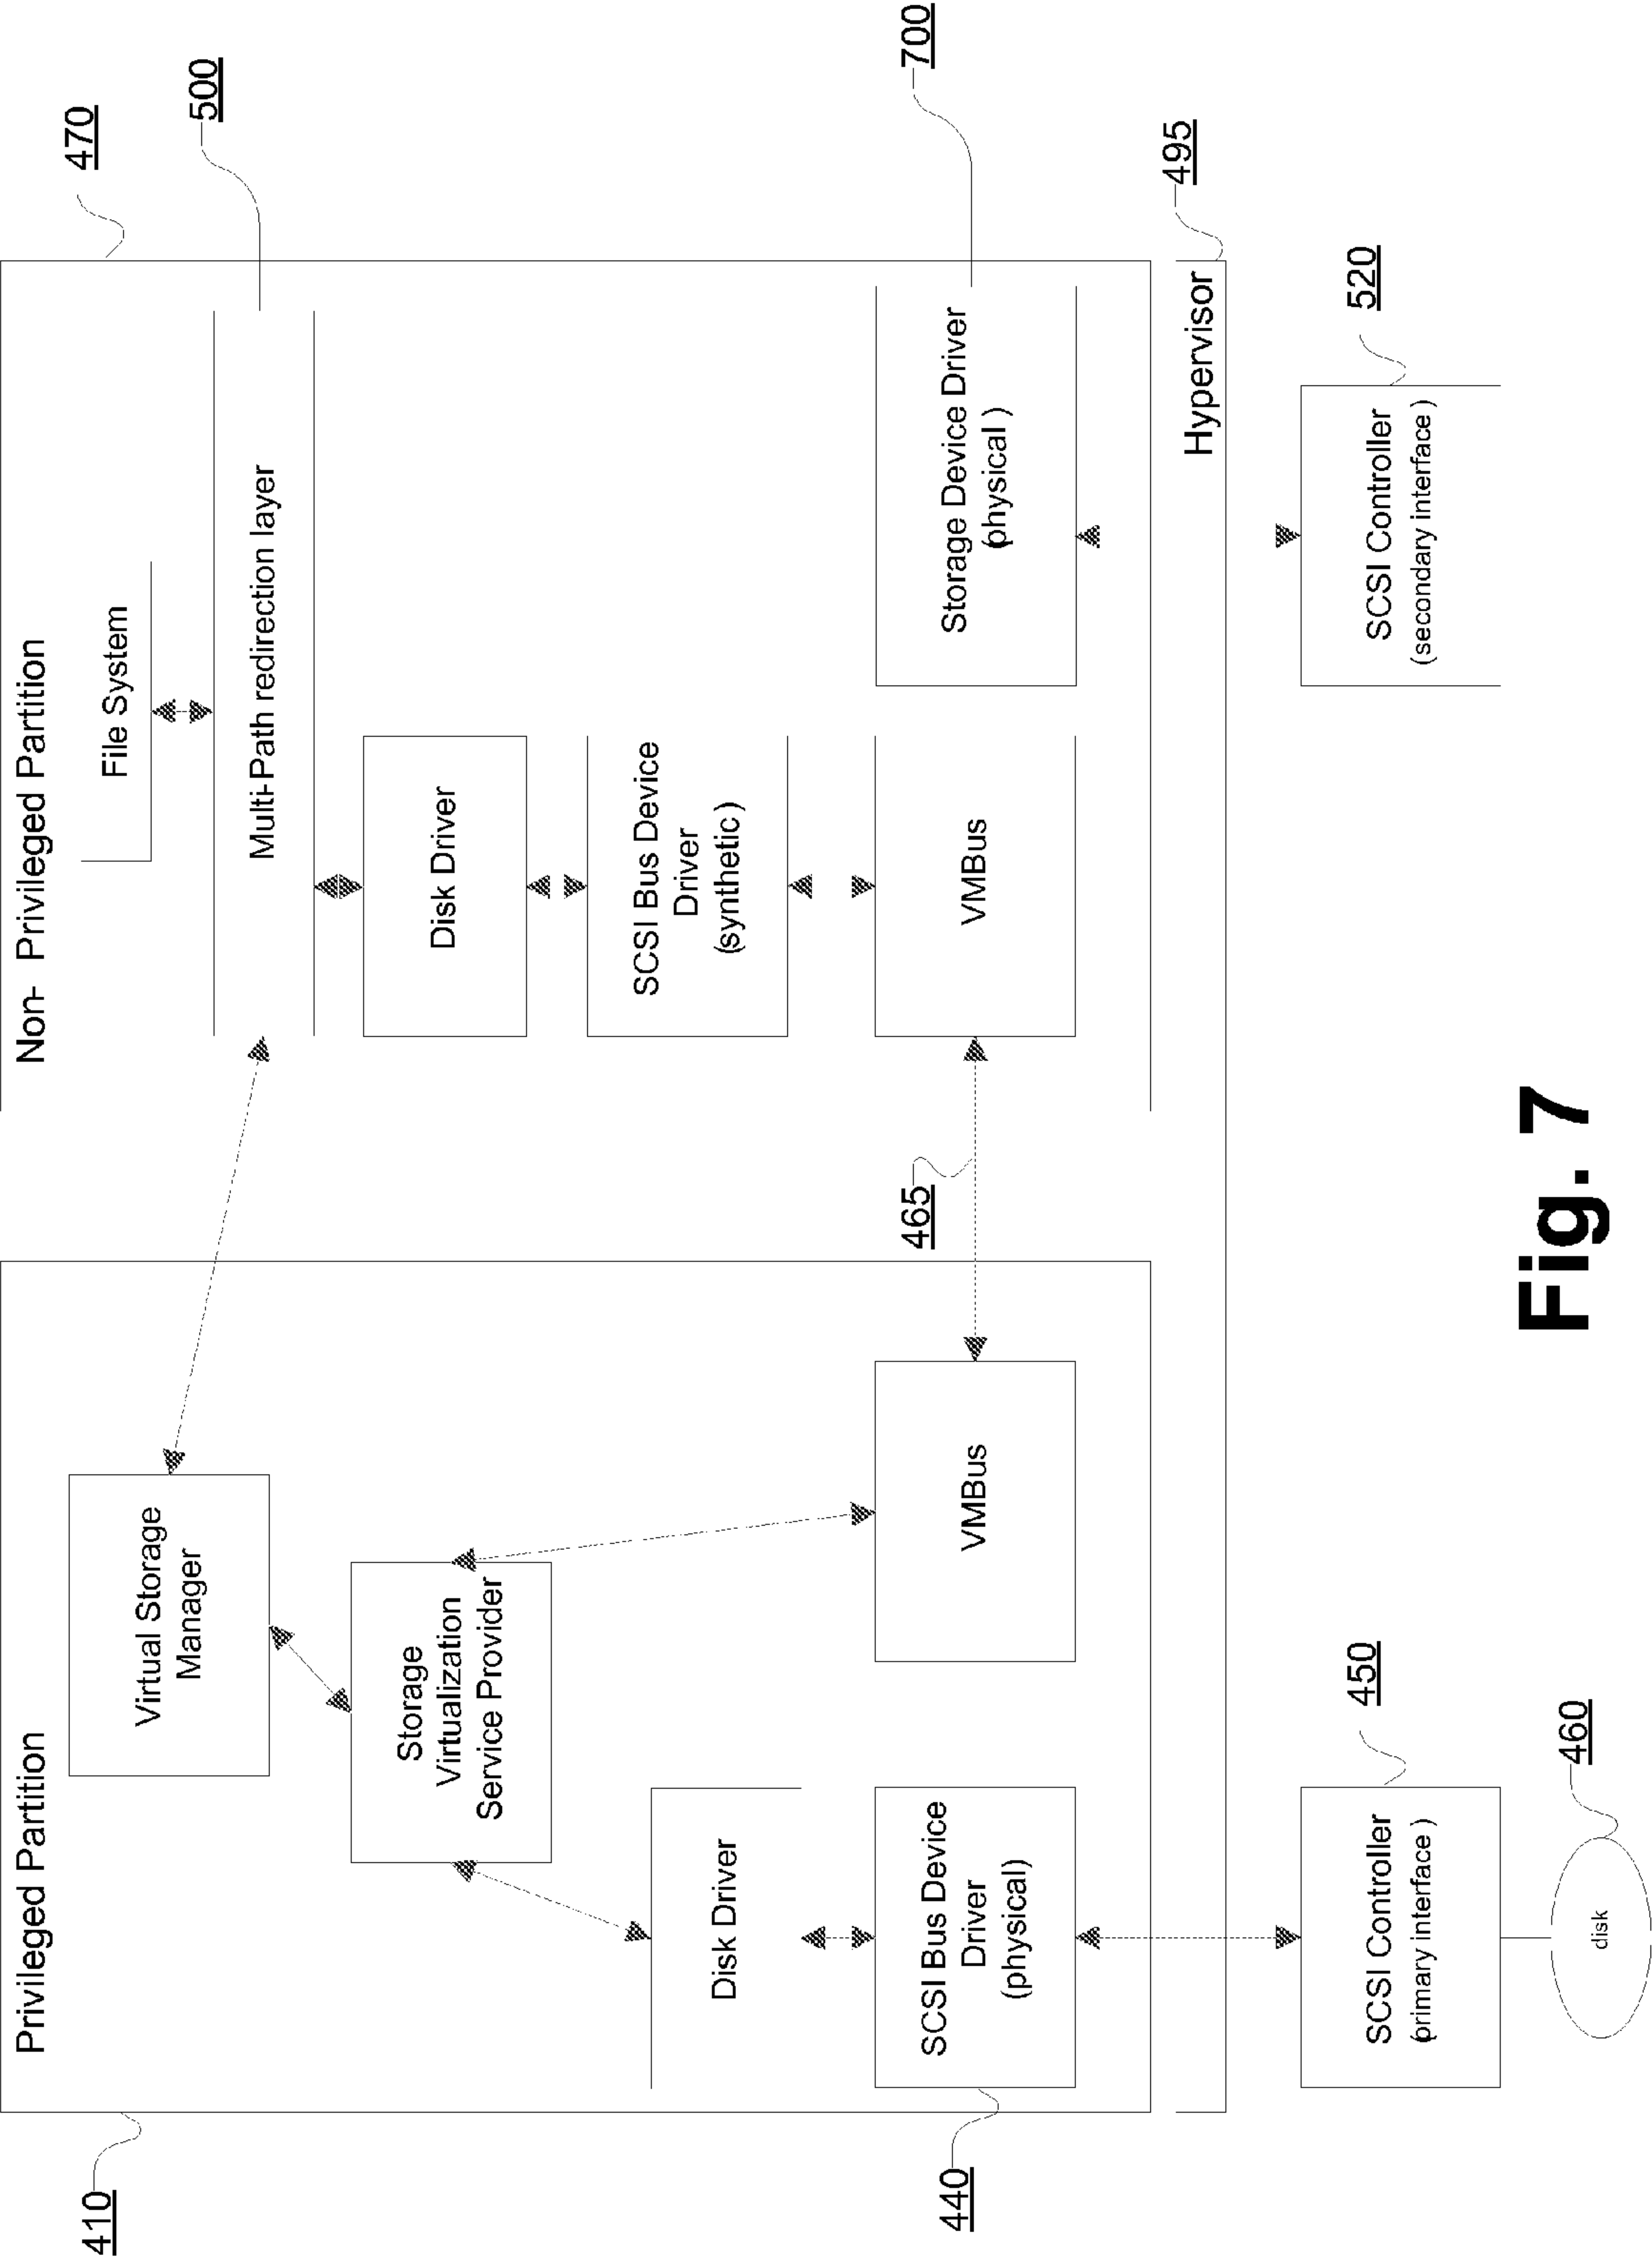 Privileged Partition
Non- Privileged Partition
410
470
Virtual Storage
Manager
File System
500
Multi-Path redirection layer
Storage
Virtualization
Service Provider
Disk Driver
Disk Driver
SCSI Bus Device
Driver
(synthetic )
440
SCSI Bus Device
Driver
(physical)
VMBus
465
VMBus
Storage Device Driver
(physical )
700
Hypervisor
495
SCSI Controller
(primary interface )
450
SCSI Controller
(secondary interface )
520
disk
460
Fig. 7